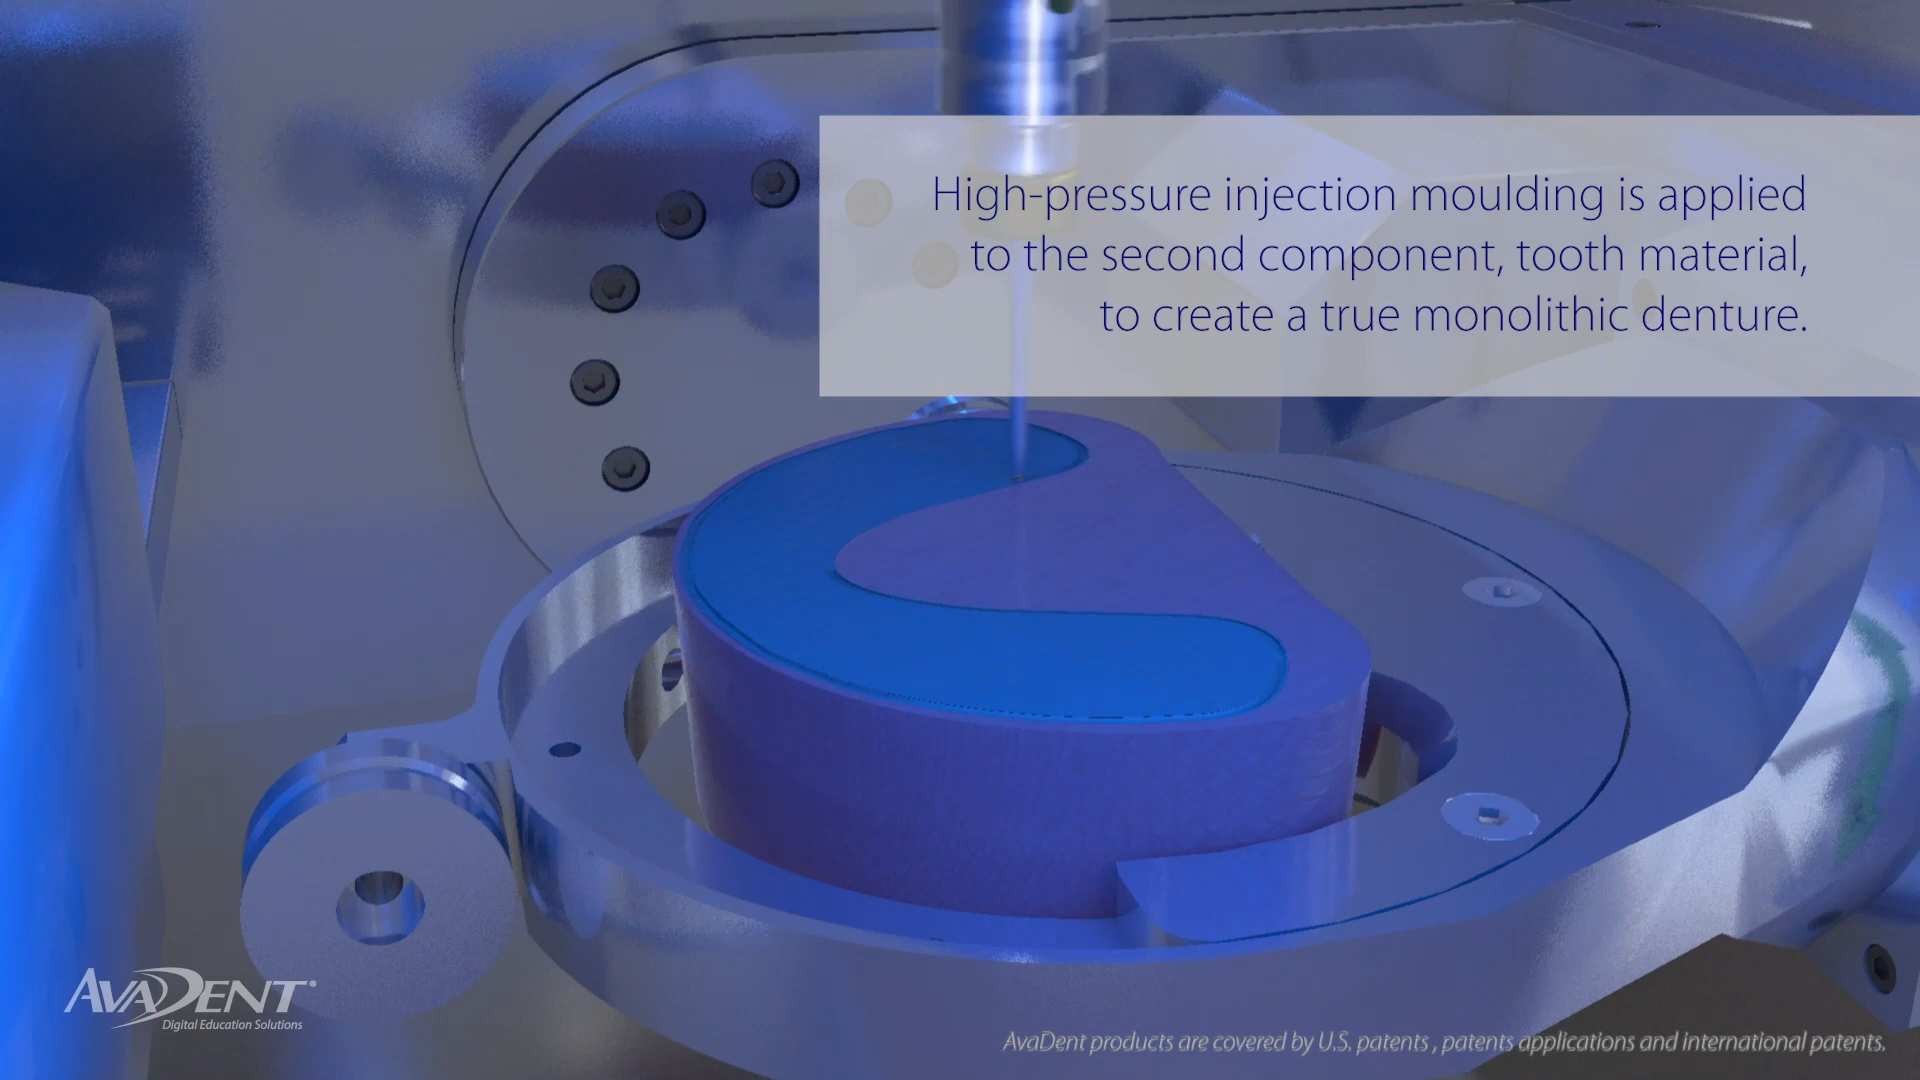 High-pressure injection moulding is applied
to the second component, tooth material,
to create a true monolithic denture.
AVADENT
Digital Education Solutions
AvaDent products are covered by U.S. patents , patents applications and international patents.